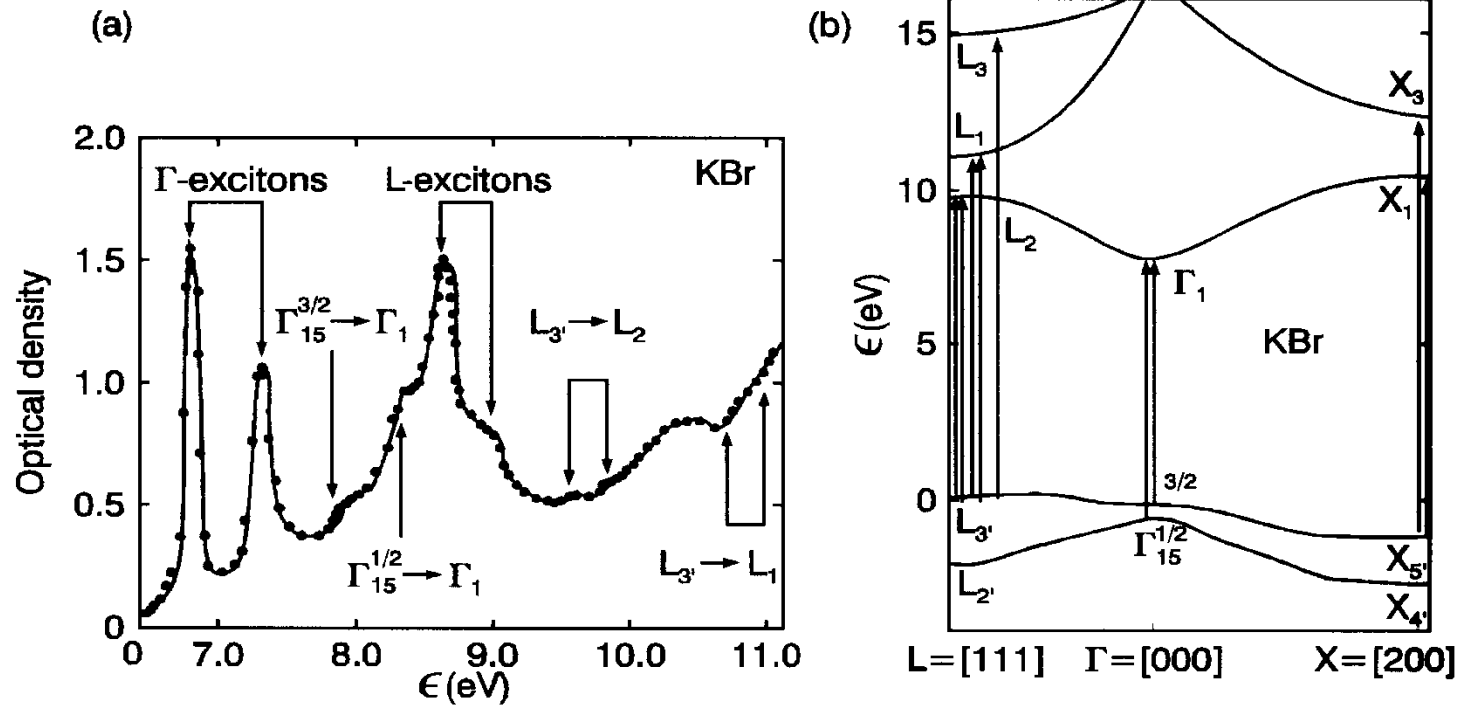 (a)
2.0
1.5
1.0
0.5
0
Optical density
Γ-excitons
L-excitons
KBr
Γ₁₅^{3/2} → Γ₁
L₃' → L₂
Γ₁₅^{1/2} → Γ₁
L₃' → L₁
0 7.0 8.0 9.0 10.0 11.0
ϵ(eV)
(b)
15
10
5
0
ϵ(eV)
L₃
L₁
L₂
L₃'
L₂'
Γ₁
KBr
3/2
Γ₁₅^{1/2}
X₃
X₁
X₅'
X₄'
L=[111] Γ=[000] X=[200]